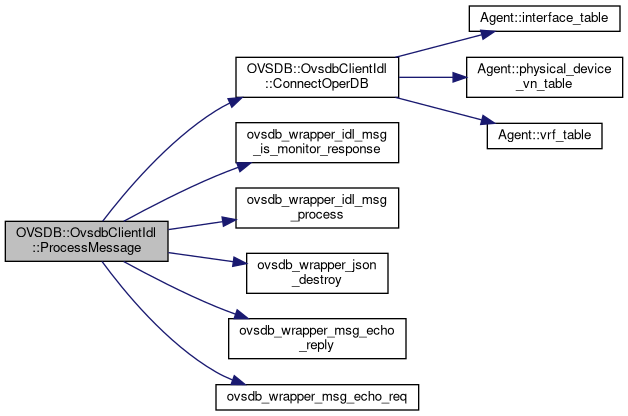 Agent::interface_table
OVSDB::OvsdbClientIdl
::ConnectOperDB
Agent::physical_device
_vn_table
Agent::vrf_table
ovsdb_wrapper_idl_msg
_is_monitor_response
ovsdb_wrapper_idl_msg
_process
OVSDB::OvsdbClientIdl
::ProcessMessage
ovsdb_wrapper_json
_destroy
ovsdb_wrapper_msg_echo
_reply
ovsdb_wrapper_msg_echo_req